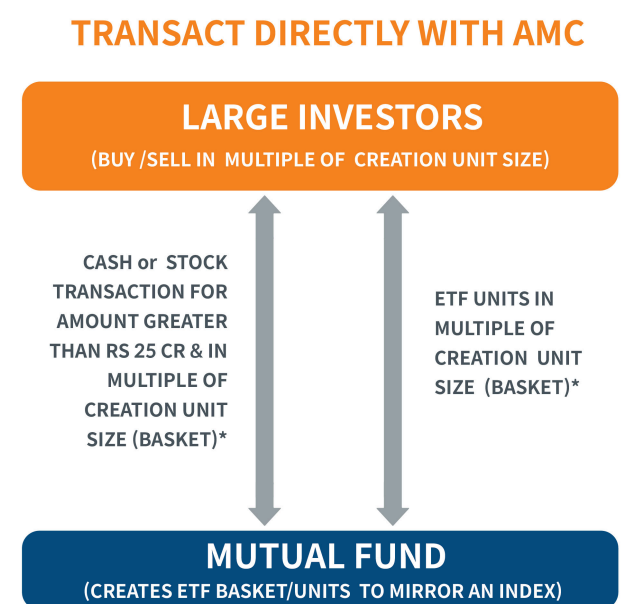 TRANSACT DIRECTLY WITH AMC
LARGE INVESTORS
(BUY /SELL IN MULTIPLE OF CREATION UNIT SIZE)
CASH or STOCK
TRANSACTION FOR
AMOUNT GREATER
THAN RS 25 CR & IN
MULTIPLE OF
CREATION UNIT
SIZE (BASKET)*
ETF UNITS IN
MULTIPLE OF
CREATION UNIT
SIZE (BASKET)*
MUTUAL FUND
(CREATES ETF BASKET/UNITS TO MIRROR AN INDEX)